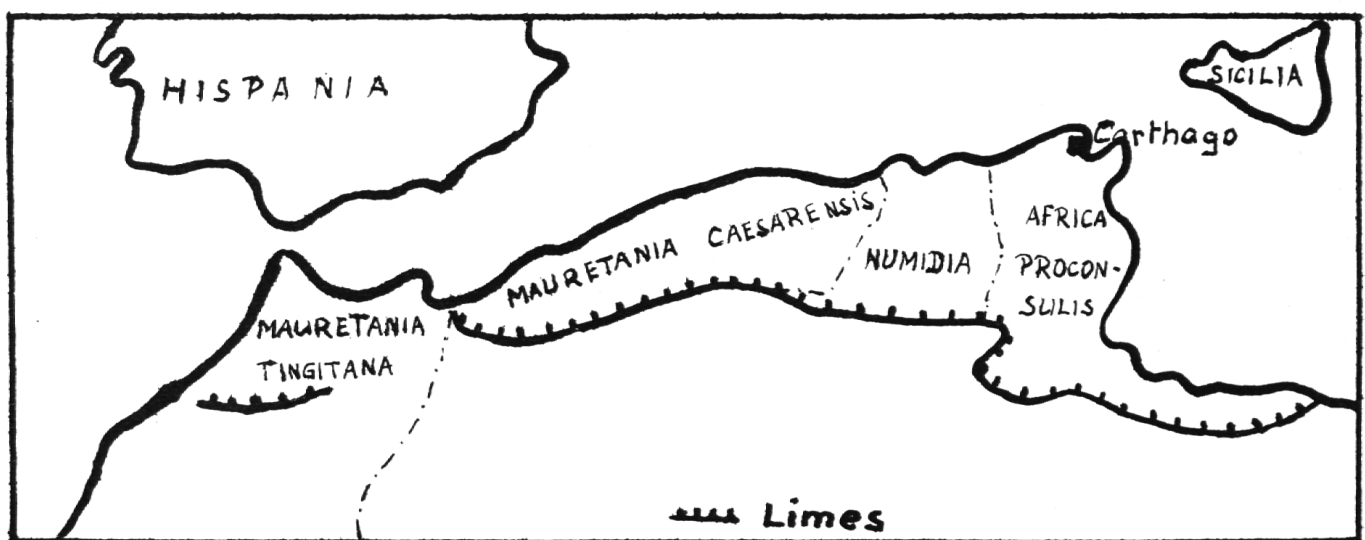 HISPANIA
SICILIA
Carthago
MAURETANIA CAESARENSIS
NUMIDIA
AFRICA
PROCON-
SULIS
MAURETANIA
TINGITANA
Limes